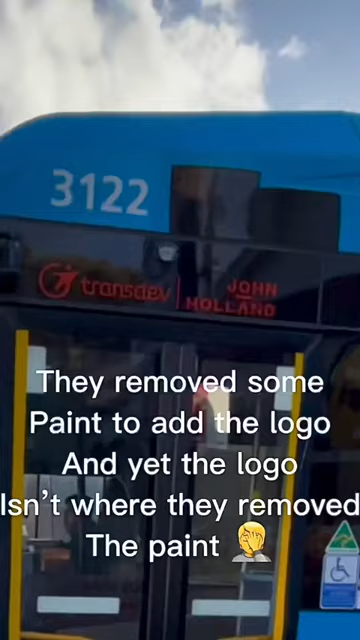 3122
transdev
JOHN
HOLLAND
They removed some
Paint to add the logo
And yet the logo
Isn't where they removed
The paint 🤦